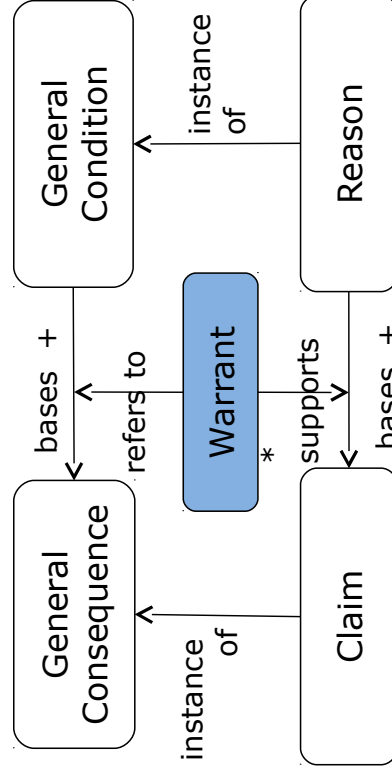 General
Consequence
bases +
General
Condition
instance
of
refers to
instance
of
Warrant
*
supports
Claim
bases +
Reason